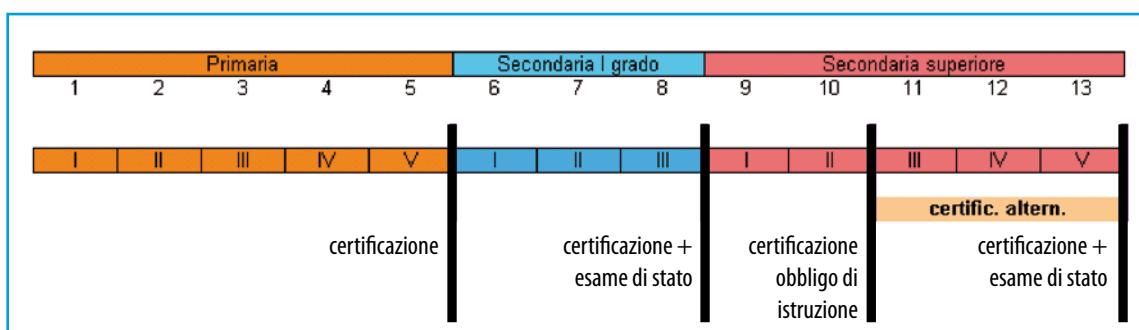 Primaria Secondaria I grado Secondaria superiore
1 2 3 4 5 6 7 8 9 10 11 12 13
I II III IV V I II III I II III IV V
certific. altern.
certificazione
certificazione +
esame di stato
certificazione
obbligo di
istruzione
certificazione +
esame di stato